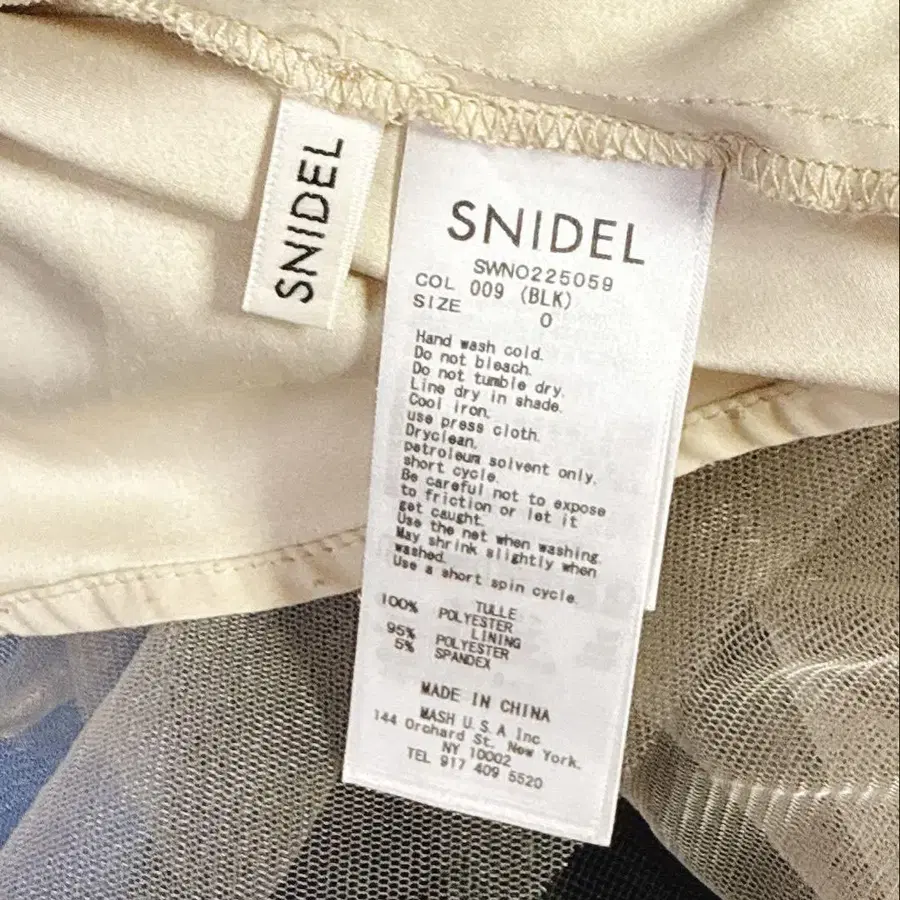 SNIDEL
SNIDEL
SWNO225059
COL 009 (BLK)
SIZE 0
Hand wash cold.
Do not bleach.
Do not tumble dry.
Line dry in shade.
Cool iron.
use press cloth.
Dryclean.
petroleum solvent only.
short cycle.
Be careful not to expose
to friction or let it
get caught.
Use the net when washing.
May shrink slightly when
washed.
Use a short spin cycle.
TULLE
100% POLYESTER
LINING
95% POLYESTER
5% SPANDEX
MADE IN CHINA
MASH U.S.A Inc
144 Orchard St. New York.
NY 10002
TEL 917 409 5520